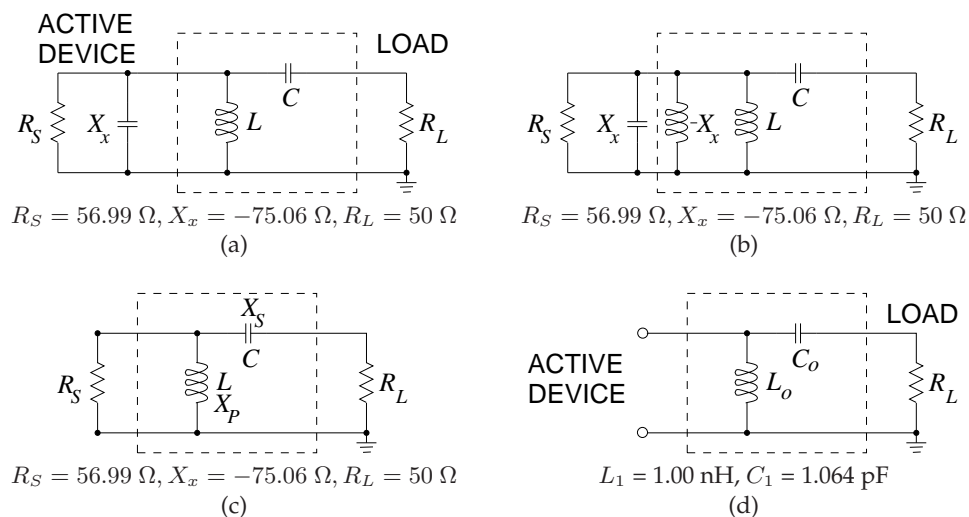 ACTIVE
DEVICE
LOAD
R_S
X_x
L
C
R_L
R_S = 56.99 Ω, X_x = −75.06 Ω, R_L = 50 Ω
(a)
R_S
X_x
-X_x
L
C
R_L
R_S = 56.99 Ω, X_x = −75.06 Ω, R_L = 50 Ω
(b)
X_S
C
R_S
L
X_P
R_L
R_S = 56.99 Ω, X_x = −75.06 Ω, R_L = 50 Ω
(c)
LOAD
ACTIVE
DEVICE
C_o
L_o
R_L
L_1 = 1.00 nH, C_1 = 1.064 pF
(d)